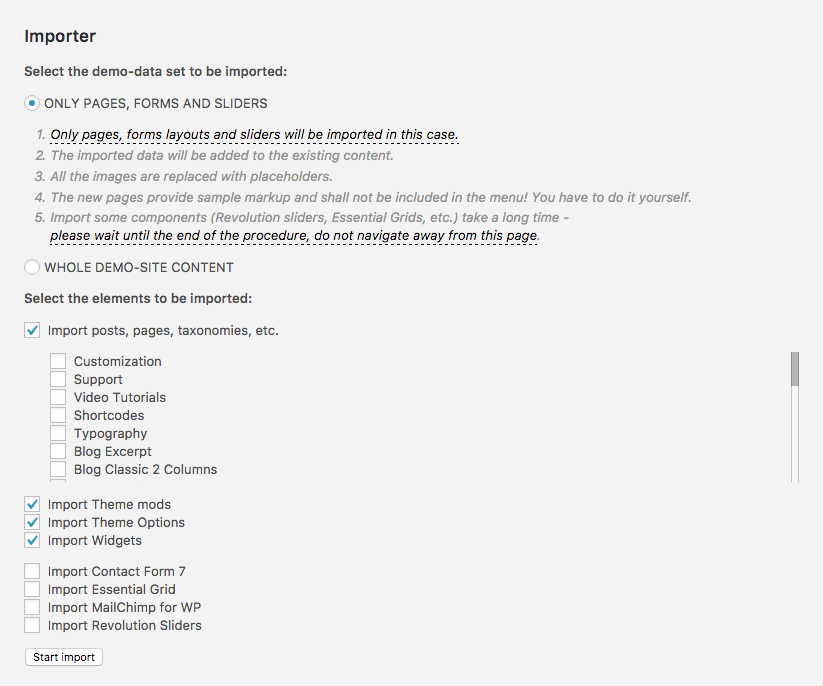 Importer
Select the demo-data set to be imported:
ONLY PAGES, FORMS AND SLIDERS
1. Only pages, forms layouts and sliders will be imported in this case.
2. The imported data will be added to the existing content.
3. All the images are replaced with placeholders.
4. The new pages provide sample markup and shall not be included in the menu! You have to do it yourself.
5. Import some components (Revolution sliders, Essential Grids, etc.) take a long time -
please wait until the end of the procedure, do not navigate away from this page.
WHOLE DEMO-SITE CONTENT
Select the elements to be imported:
Import posts, pages, taxonomies, etc.
Customization
Support
Video Tutorials
Shortcodes
Typography
Blog Excerpt
Blog Classic 2 Columns
Import Theme mods
Import Theme Options
Import Widgets
Import Contact Form 7
Import Essential Grid
Import MailChimp for WP
Import Revolution Sliders
Start import